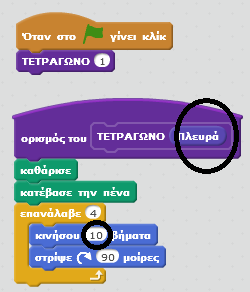 Όταν στο γίνει κλίκ
ΤΕΤΡΑΓΩΝΟ 1
ορισμός του ΤΕΤΡΑΓΩΝΟ Πλευρά
καθάρισε
κατέβασε την πένα
επανάλαβε 4
κινήσου 10 βήματα
στρίψε 90 μοίρες